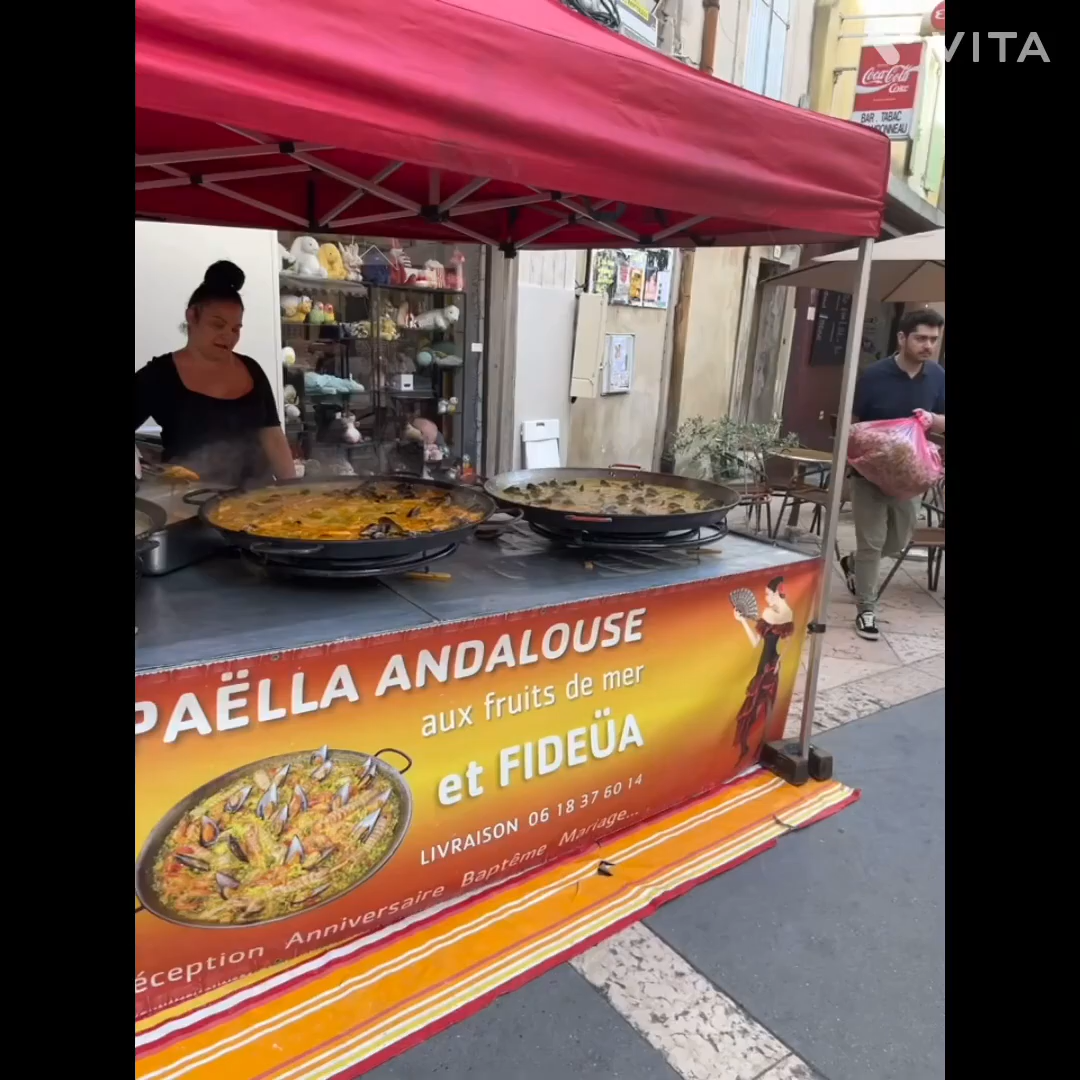 VITA
Coca-Cola
BAR . TABAC
PAËLLA ANDALOUSE
aux fruits de mer
et FIDEÜA
LIVRAISON 06 18 37 60 14
éception Anniversaire Baptême Mariage...